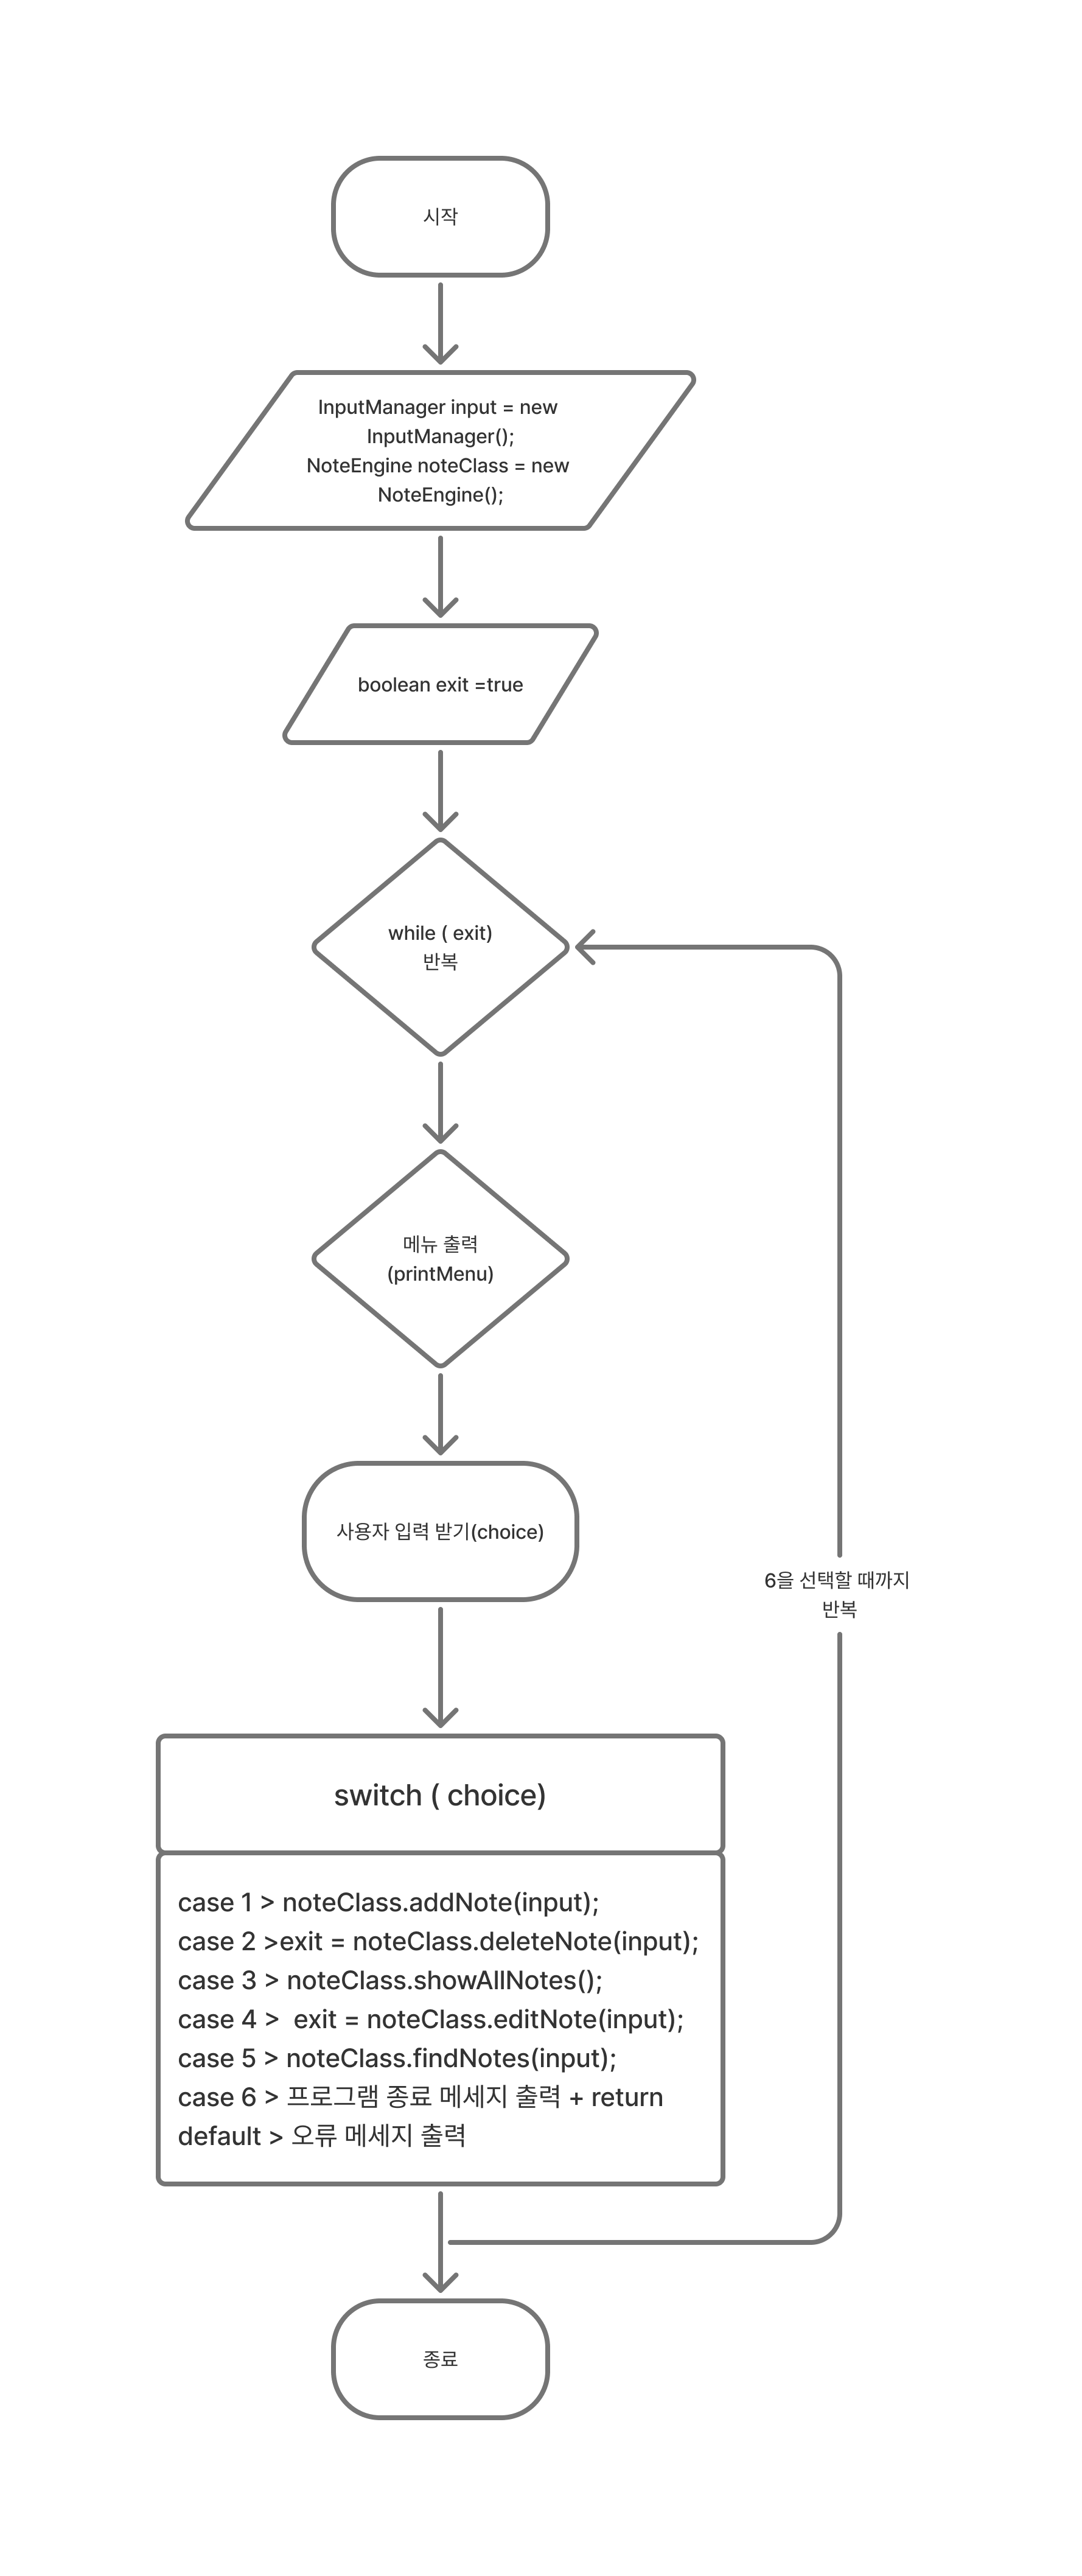 시작
InputManager input = new
InputManager();
NoteEngine noteClass = new
NoteEngine();
boolean exit =true
while ( exit)
반복
메뉴 출력
(printMenu)
사용자 입력 받기(choice)
6을 선택할 때까지
반복
switch ( choice)
case 1 > noteClass.addNote(input);
case 2 >exit = noteClass.deleteNote(input);
case 3 > noteClass.showAllNotes();
case 4 >  exit = noteClass.editNote(input);
case 5 > noteClass.findNotes(input);
case 6 > 프로그램 종료 메세지 출력 + return
default > 오류 메세지 출력
종료